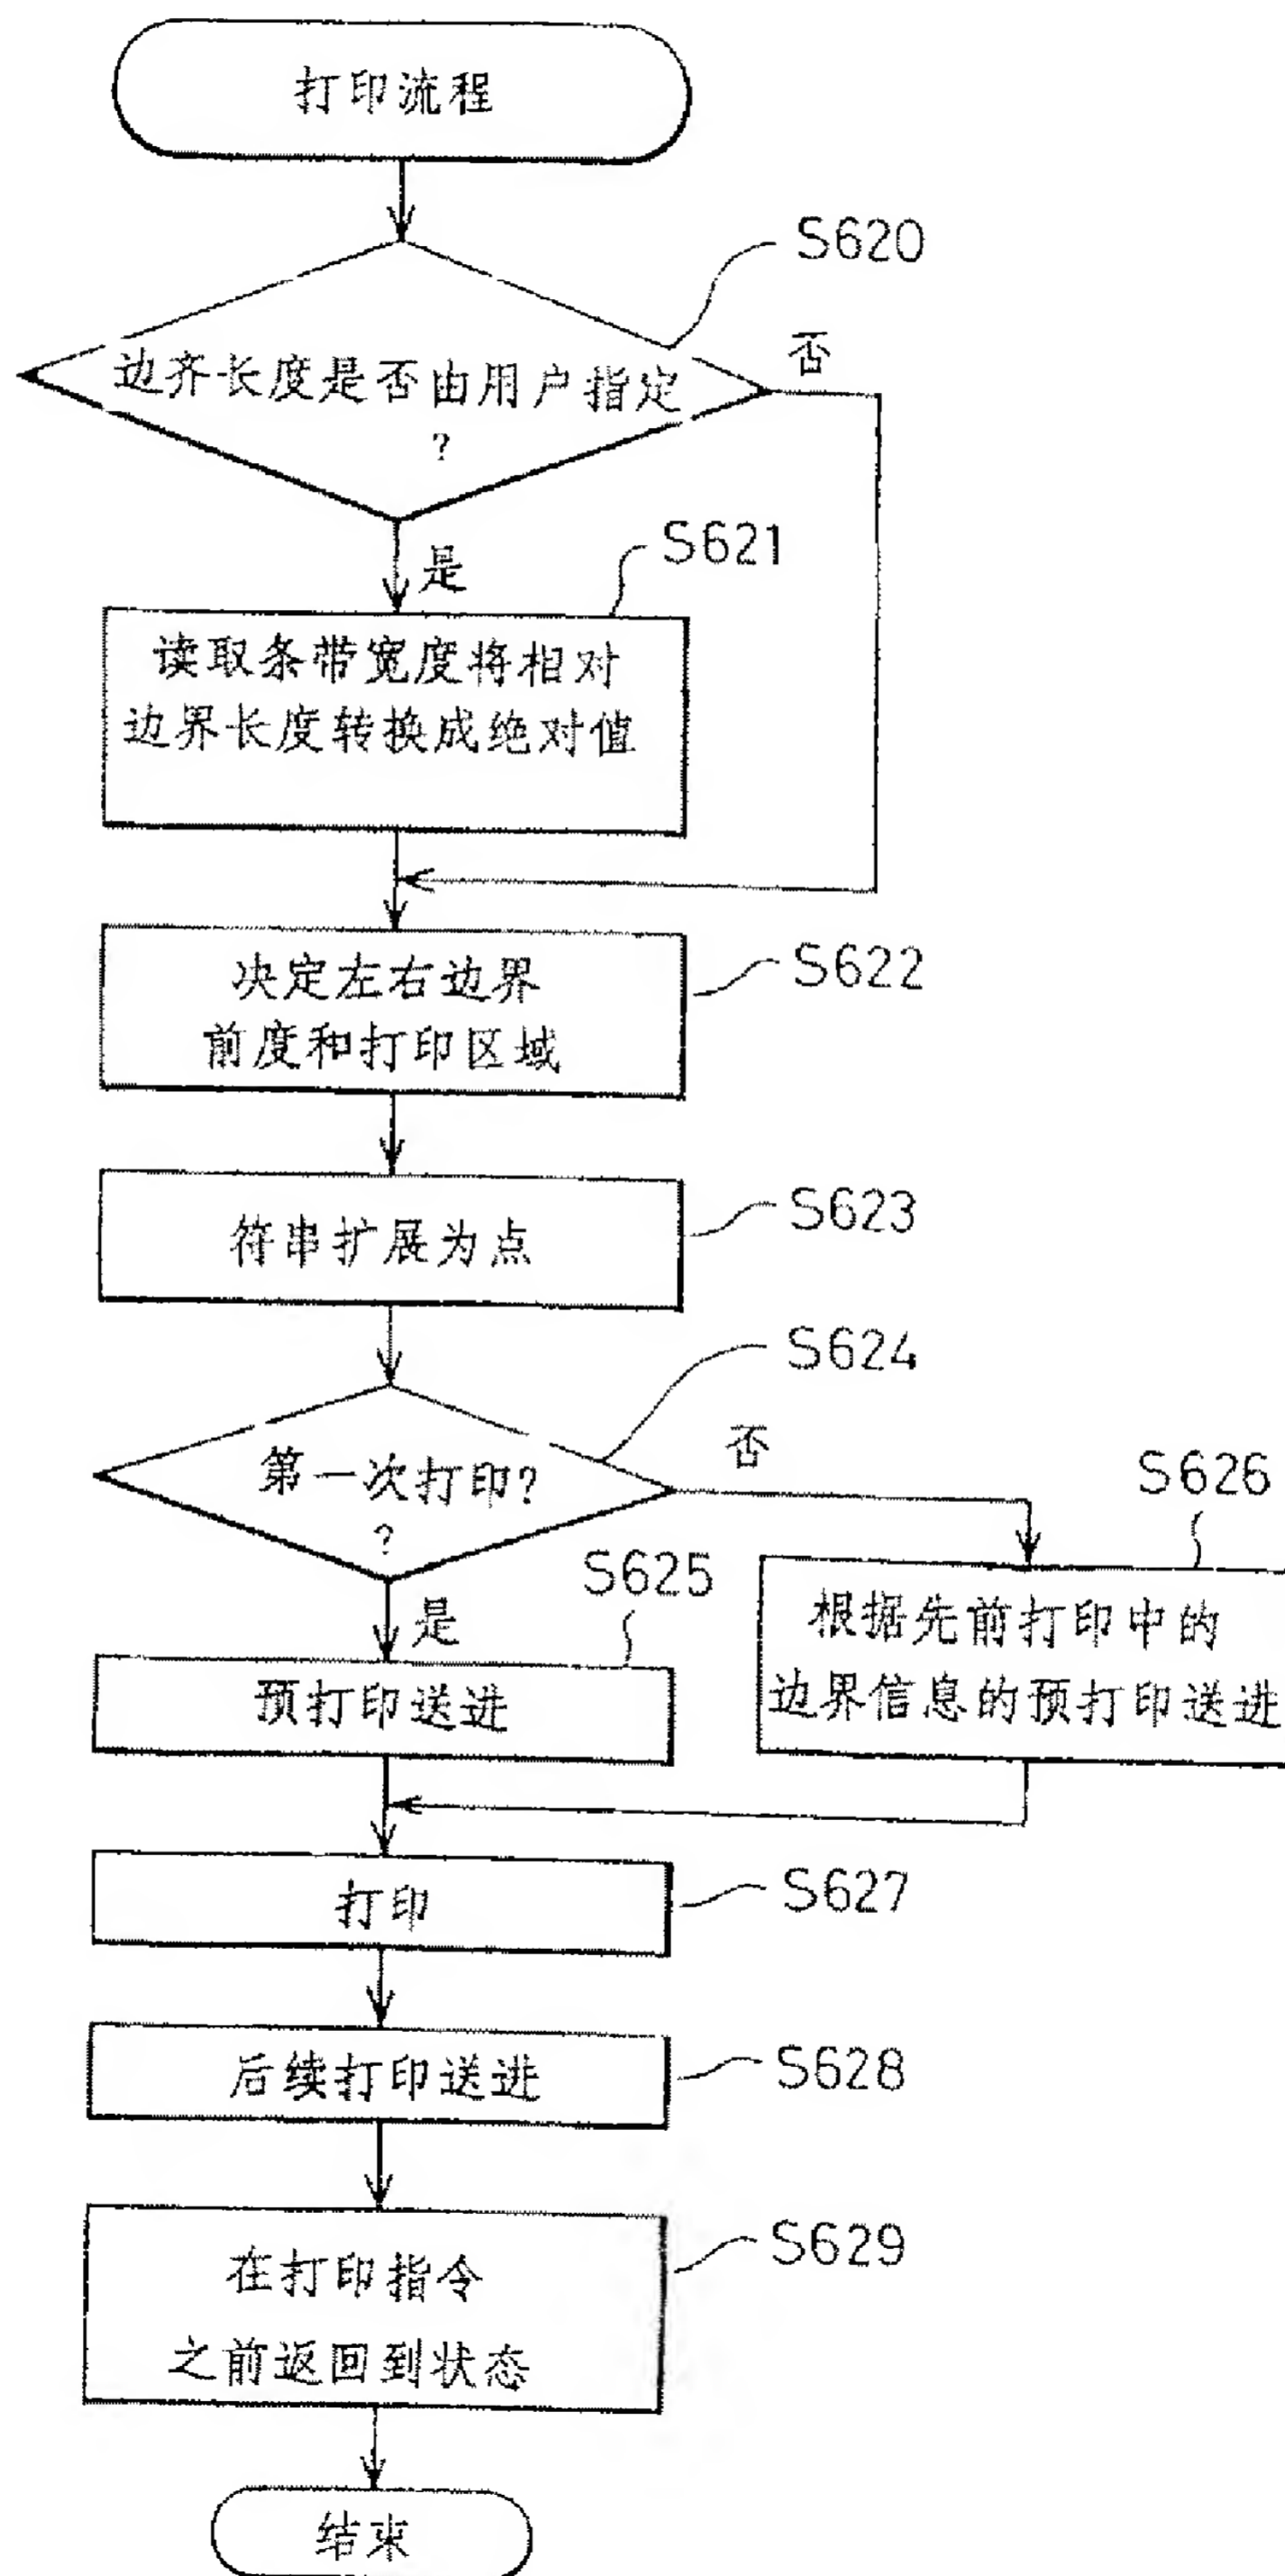 打印流程
S620
边齐长度是否由用户指定
?
否
是
S621
读取条带宽度将相对
边界长度转换成绝对值
决定左右边界
前度和打印区域
S622
符串扩展为点
S623
S624
第一次打印?
?
否
是
S625
预打印送进
S626
根据先前打印中的
边界信息的预打印送进
打印
S627
后续打印送进
S628
在打印指令
之前返回到状态
S629
结束